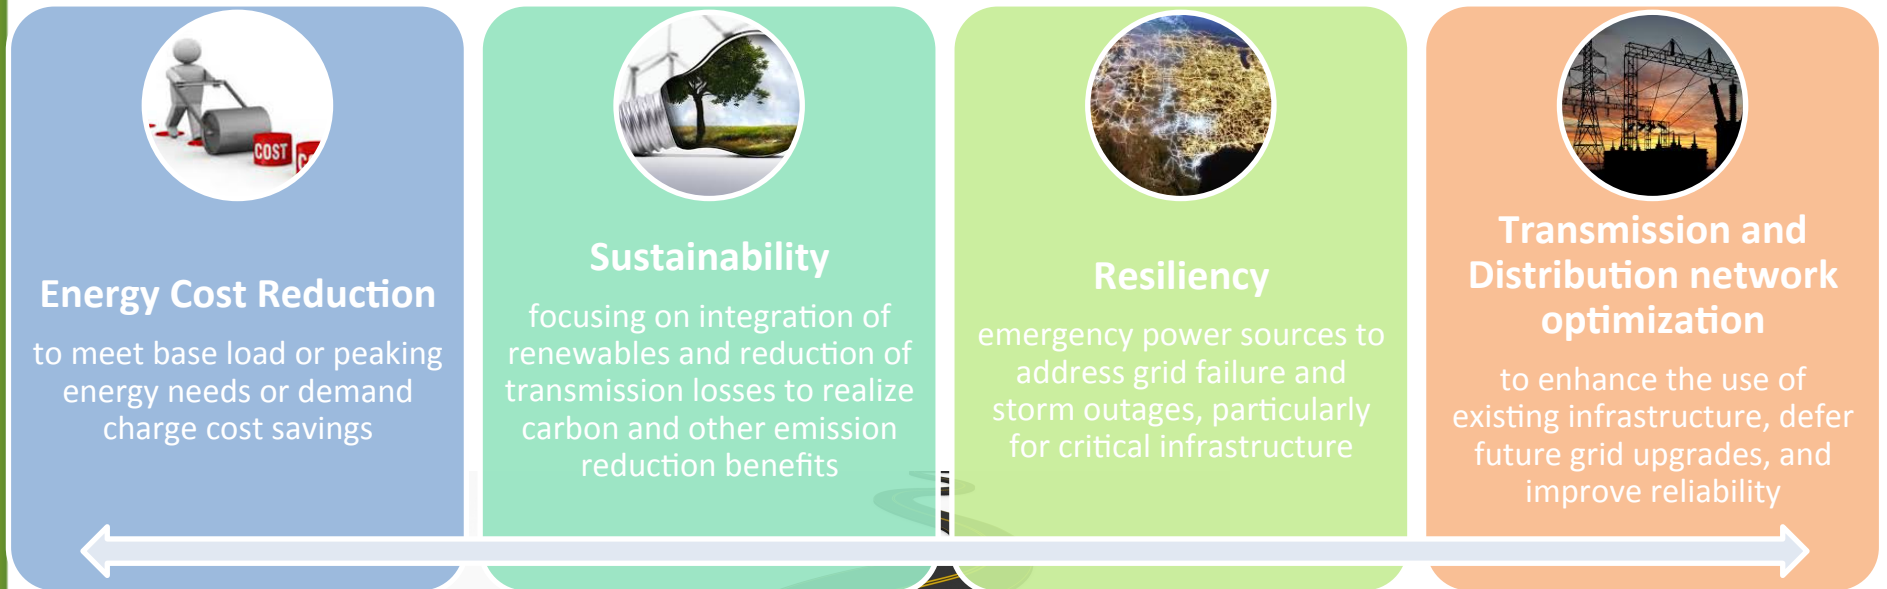 COST
Energy Cost Reduction
to meet base load or peaking
energy needs or demand
charge cost savings
Sustainability
focusing on integration of
renewables and reduction of
transmission losses to realize
carbon and other emission
reduction benefits
Resiliency
emergency power sources to
address grid failure and
storm outages, particularly
for critical infrastructure
Transmission and
Distribution network
optimization
to enhance the use of
existing infrastructure, defer
future grid upgrades, and
improve reliability